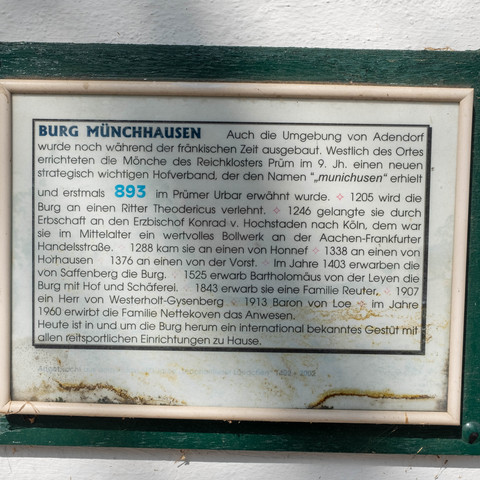 BURG MÜNCHHAUSEN Auch die Umgebung von Adendorf
wurde noch während der fränkischen Zeit ausgebaut. Westlich des Ortes
errichteten die Mönche des Reichklosters Prüm im 9. Jh. einen neuen
strategisch wichtigen Hofverband, der den Namen "„munichusen" erhielt
und erstmals 893 im Prümer Urbar erwähnt wurde. ✧ 1205 wird die
Burg an einen Ritter Theodericus verlehnt. ✧ 1246 gelangte sie durch
Erbschaft an den Erzbischof Konrad v. Hochstaden nach Köln, dem war
sie im Mittelalter ein wertvolles Bollwerk an der Aachen-Frankfurter
Handelsstraße. ✧ 1288 kam sie an einen von Honnef ✧ 1338 an einen von
Horhausen ✧ 1376 an einen von der Vorst. ✧ Im Jahre 1403 erwarben die
von Saffenberg die Burg. ✧ 1525 erwarb Bartholomäus von der Leyen die
Burg mit Hof und Schäferei. ✧ 1843 erwarb sie eine Familie Reuter, ✧ 1907
ein Herr von Westerholt-Gysenberg ✧ 1913 Baron von Loe ✧ im Jahre
1960 erwirbt die Familie Nettekoven das Anwesen.
Heute ist in und um die Burg herum ein international bekanntes Gestüt mit
allen reitsportlichen Einrichtungen zu Hause.